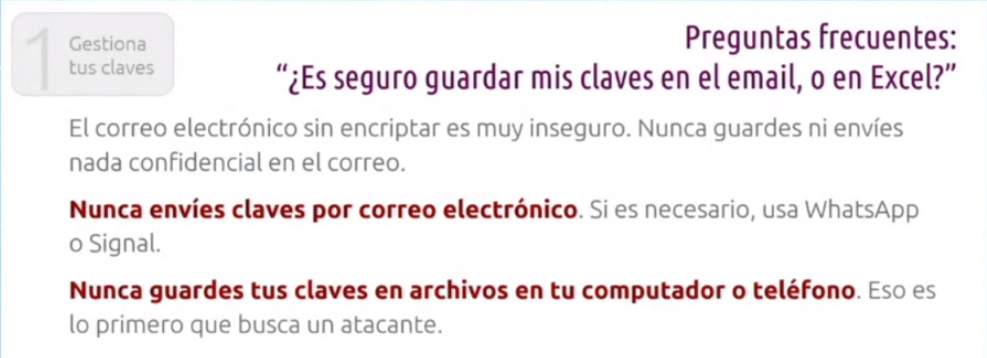 1
Gestiona
tus claves
Preguntas frecuentes:
“¿Es seguro guardar mis claves en el email, o en Excel?”
El correo electrónico sin encriptar es muy inseguro. Nunca guardes ni envíes
nada confidencial en el correo.
Nunca envíes claves por correo electrónico. Si es necesario, usa WhatsApp
o Signal.
Nunca guardes tus claves en archivos en tu computador o teléfono. Eso es
lo primero que busca un atacante.